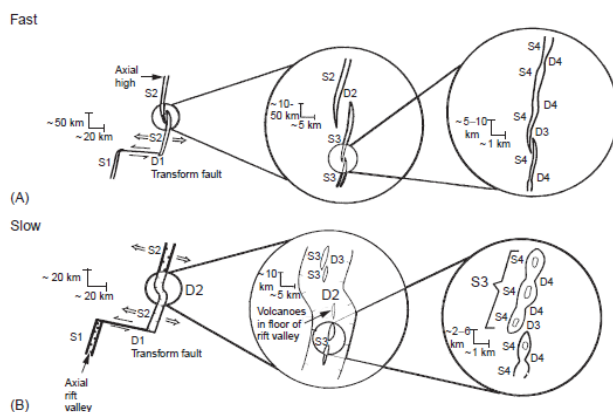 Fast
Axial
high
S2
~50 km
~20 km
S2
S1
D1
Transform fault
(A)
S2
D2
~10-
50 km
~5 km
S3
S3
S4
D4
S4
D4
~5–10
km
~1 km
S4
D3
S4
D4
Slow
~ 20 km
~ 20 km
S2
D2
S2
S1
D1
Transform fault
Axial
rift
valley
(B)
S3
D3
S3
~10
km
~5 km
D2
Volcanoes
in floor of
rift valley
S3
S3
S4
D4
S4
D4
S4
D3
~2–6
km
~1 km
S4
D4